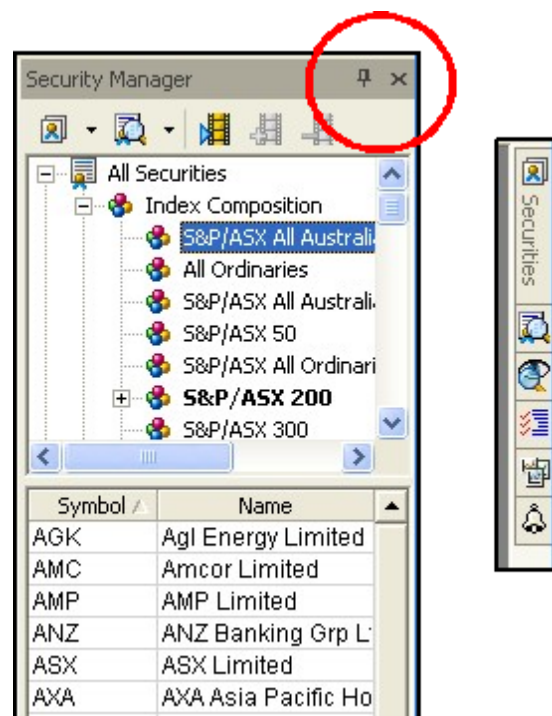 Security Manager
All Securities
Index Composition
S&P/ASX All Australi
All Ordinaries
S&P/ASX All Australi
S&P/ASX 50
S&P/ASX All Ordinari
S&P/ASX 200
S&P/ASX 300
Symbol Name
AGK Agl Energy Limited
AMC Amcor Limited
AMP AMP Limited
ANZ ANZ Banking Grp L
ASX ASX Limited
AXA AXA Asia Pacific Ho
Securities